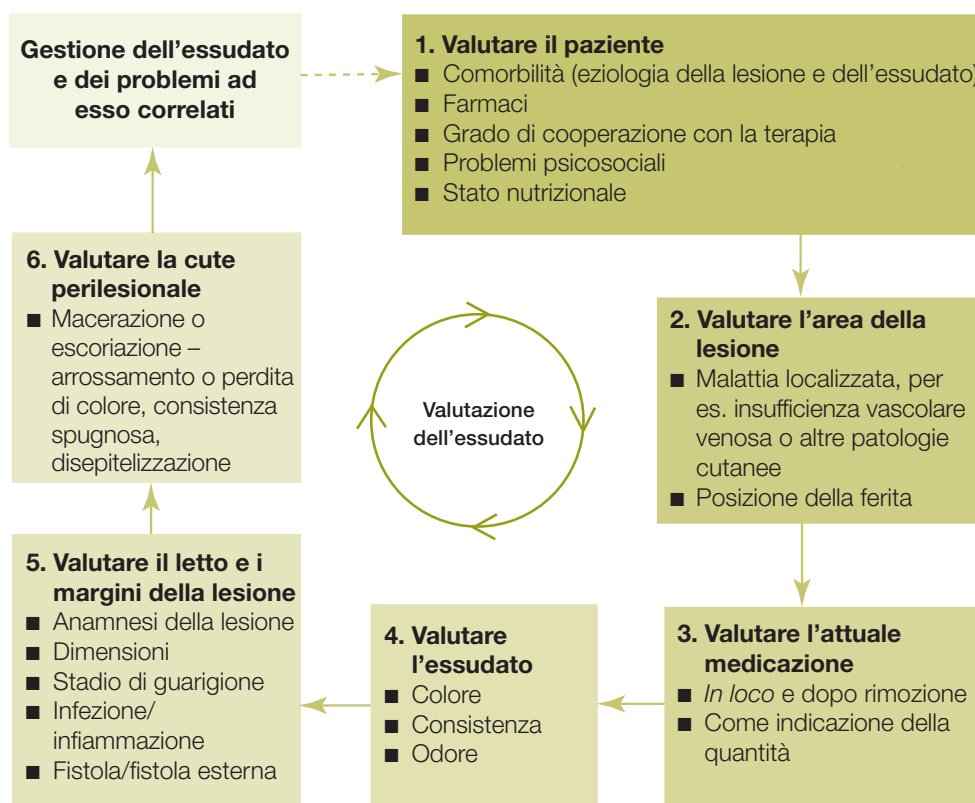 Gestione dell’essudato
e dei problemi ad
esso correlati
1. Valutare il paziente
■ Comorbilità (eziologia della lesione e dell’essudato)
■ Farmaci
■ Grado di cooperazione con la terapia
■ Problemi psicosociali
■ Stato nutrizionale
2. Valutare l’area della
lesione
■ Malattia localizzata, per
es. insufficienza vascolare
venosa o altre patologie
cutanee
■ Posizione della ferita
3. Valutare l’attuale
medicazione
■ In loco e dopo rimozione
■ Come indicazione della
quantità
4. Valutare
l’essudato
■ Colore
■ Consistenza
■ Odore
5. Valutare il letto e i
margini della lesione
■ Anamnesi della lesione
■ Dimensioni
■ Stadio di guarigione
■ Infezione/
infiammazione
■ Fistola/fistola esterna
6. Valutare la cute
perilesionale
■ Macerazione o
escoriazione –
arrossamento o perdita
di colore, consistenza
spugnosa,
disepitelizzazione
Valutazione
dell’essudato